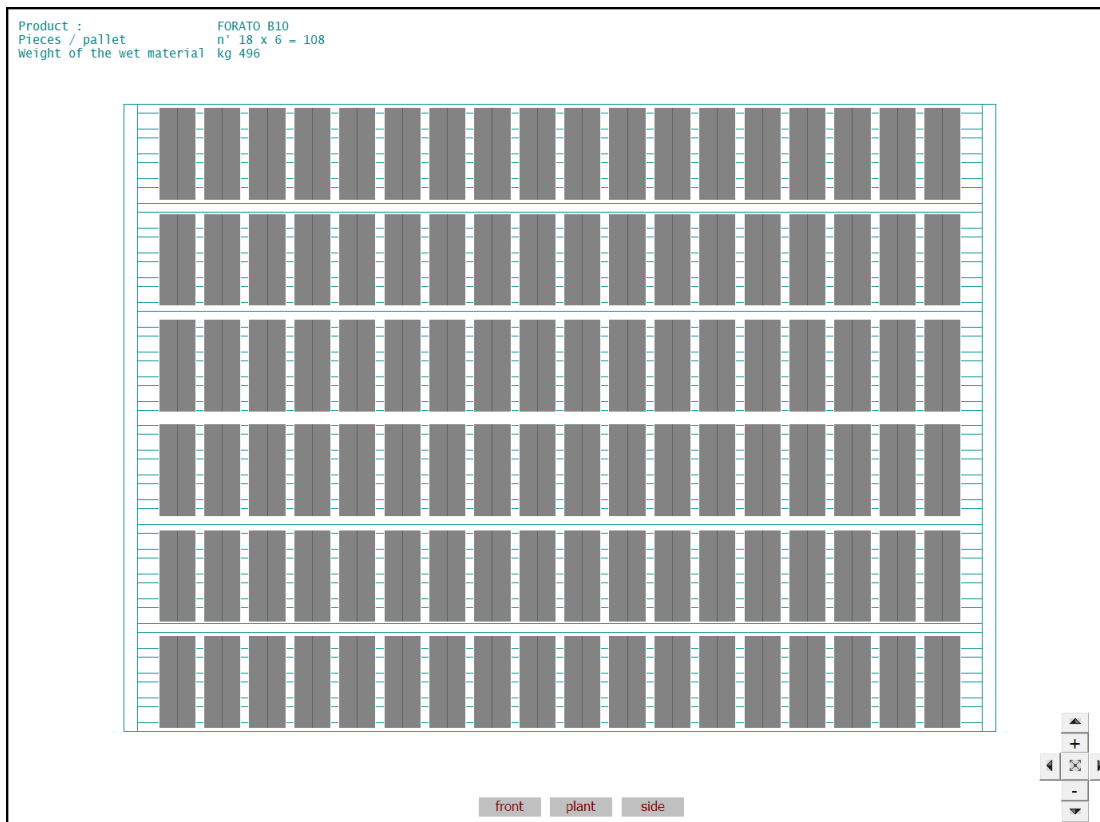 Product : FORATO B10
Pieces / pallet n' 18 x 6 = 108
Weight of the wet material kg 496
+
-
front plant side